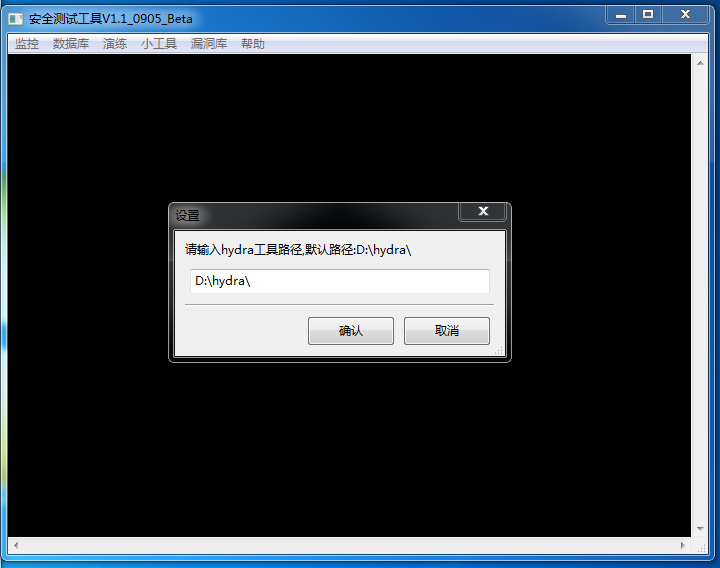 安全测试工具V1.1_0905_Beta
监控 数据库 演练 小工具 漏洞库 帮助
设置
请输入hydra工具路径,默认路径:D:\hydra\
D:\hydra\
确认 取消